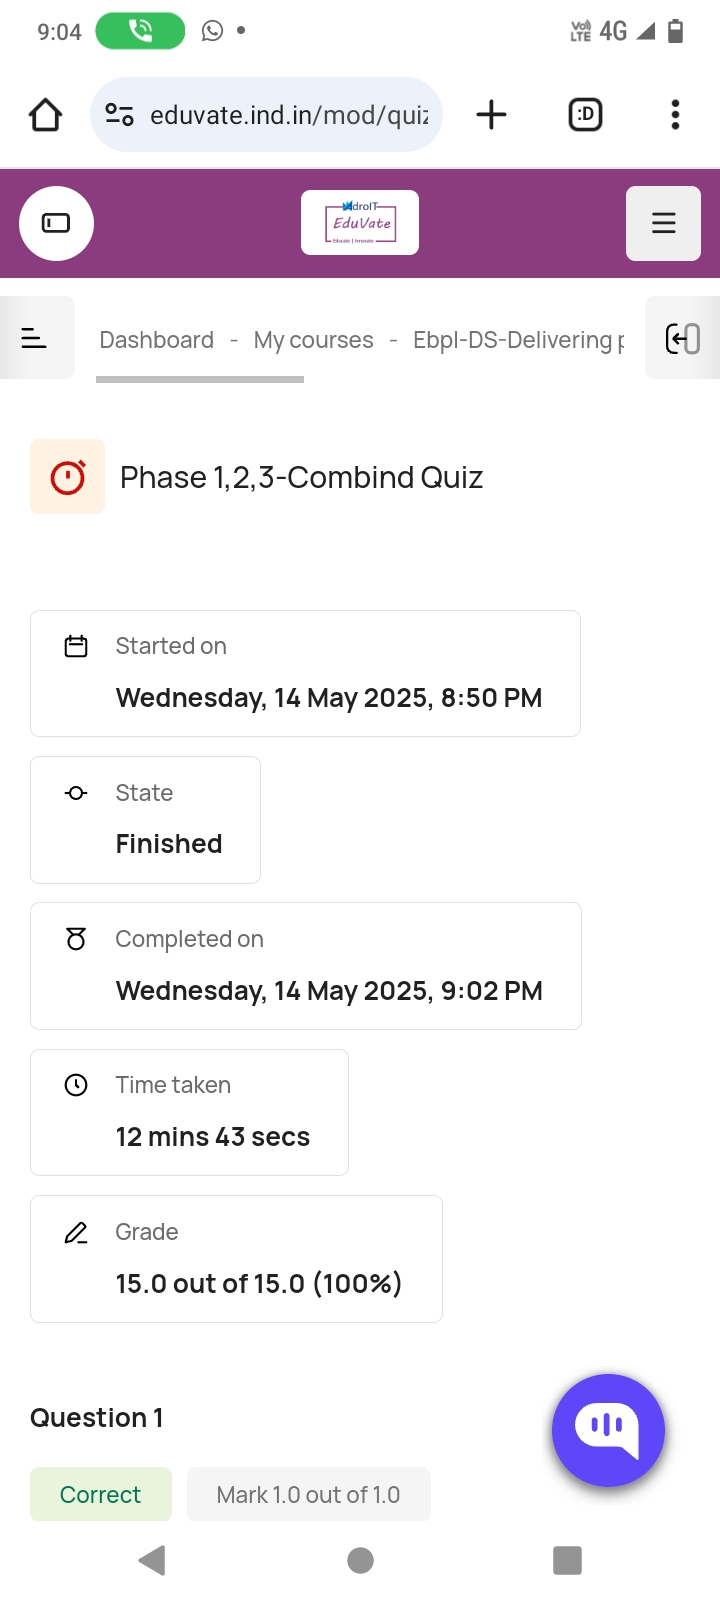 9:04
Vo) LTE 4G
eduvate.ind.in/mod/quiz
:D
AdroIT
EduVate
Educate | Innovate
Dashboard - My courses - Ebpl-DS-Delivering p
Phase 1,2,3-Combind Quiz
Started on
Wednesday, 14 May 2025, 8:50 PM
State
Finished
Completed on
Wednesday, 14 May 2025, 9:02 PM
Time taken
12 mins 43 secs
Grade
15.0 out of 15.0 (100%)
Question 1
Correct
Mark 1.0 out of 1.0